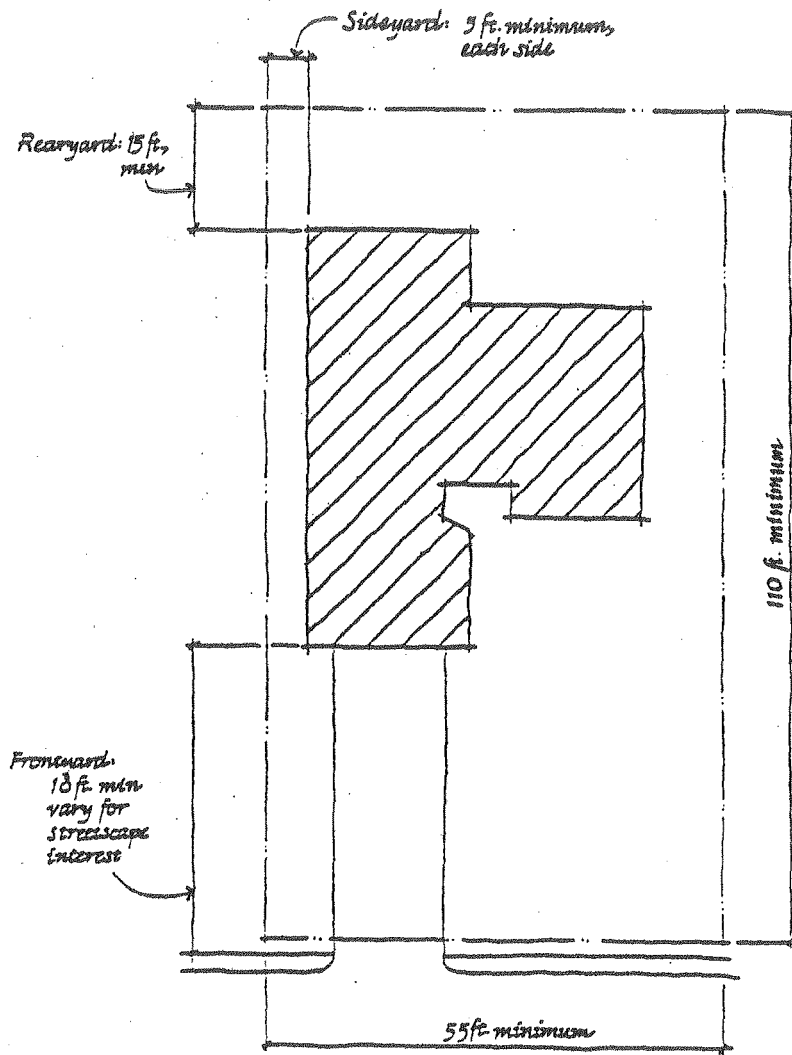 Sideyard: 5 ft. minimum,
each side
Rearyard: 15 ft,
min
110 ft. minimum
Frontyard:
18 ft. min
vary for
streetscape
interest
55 ft minimum